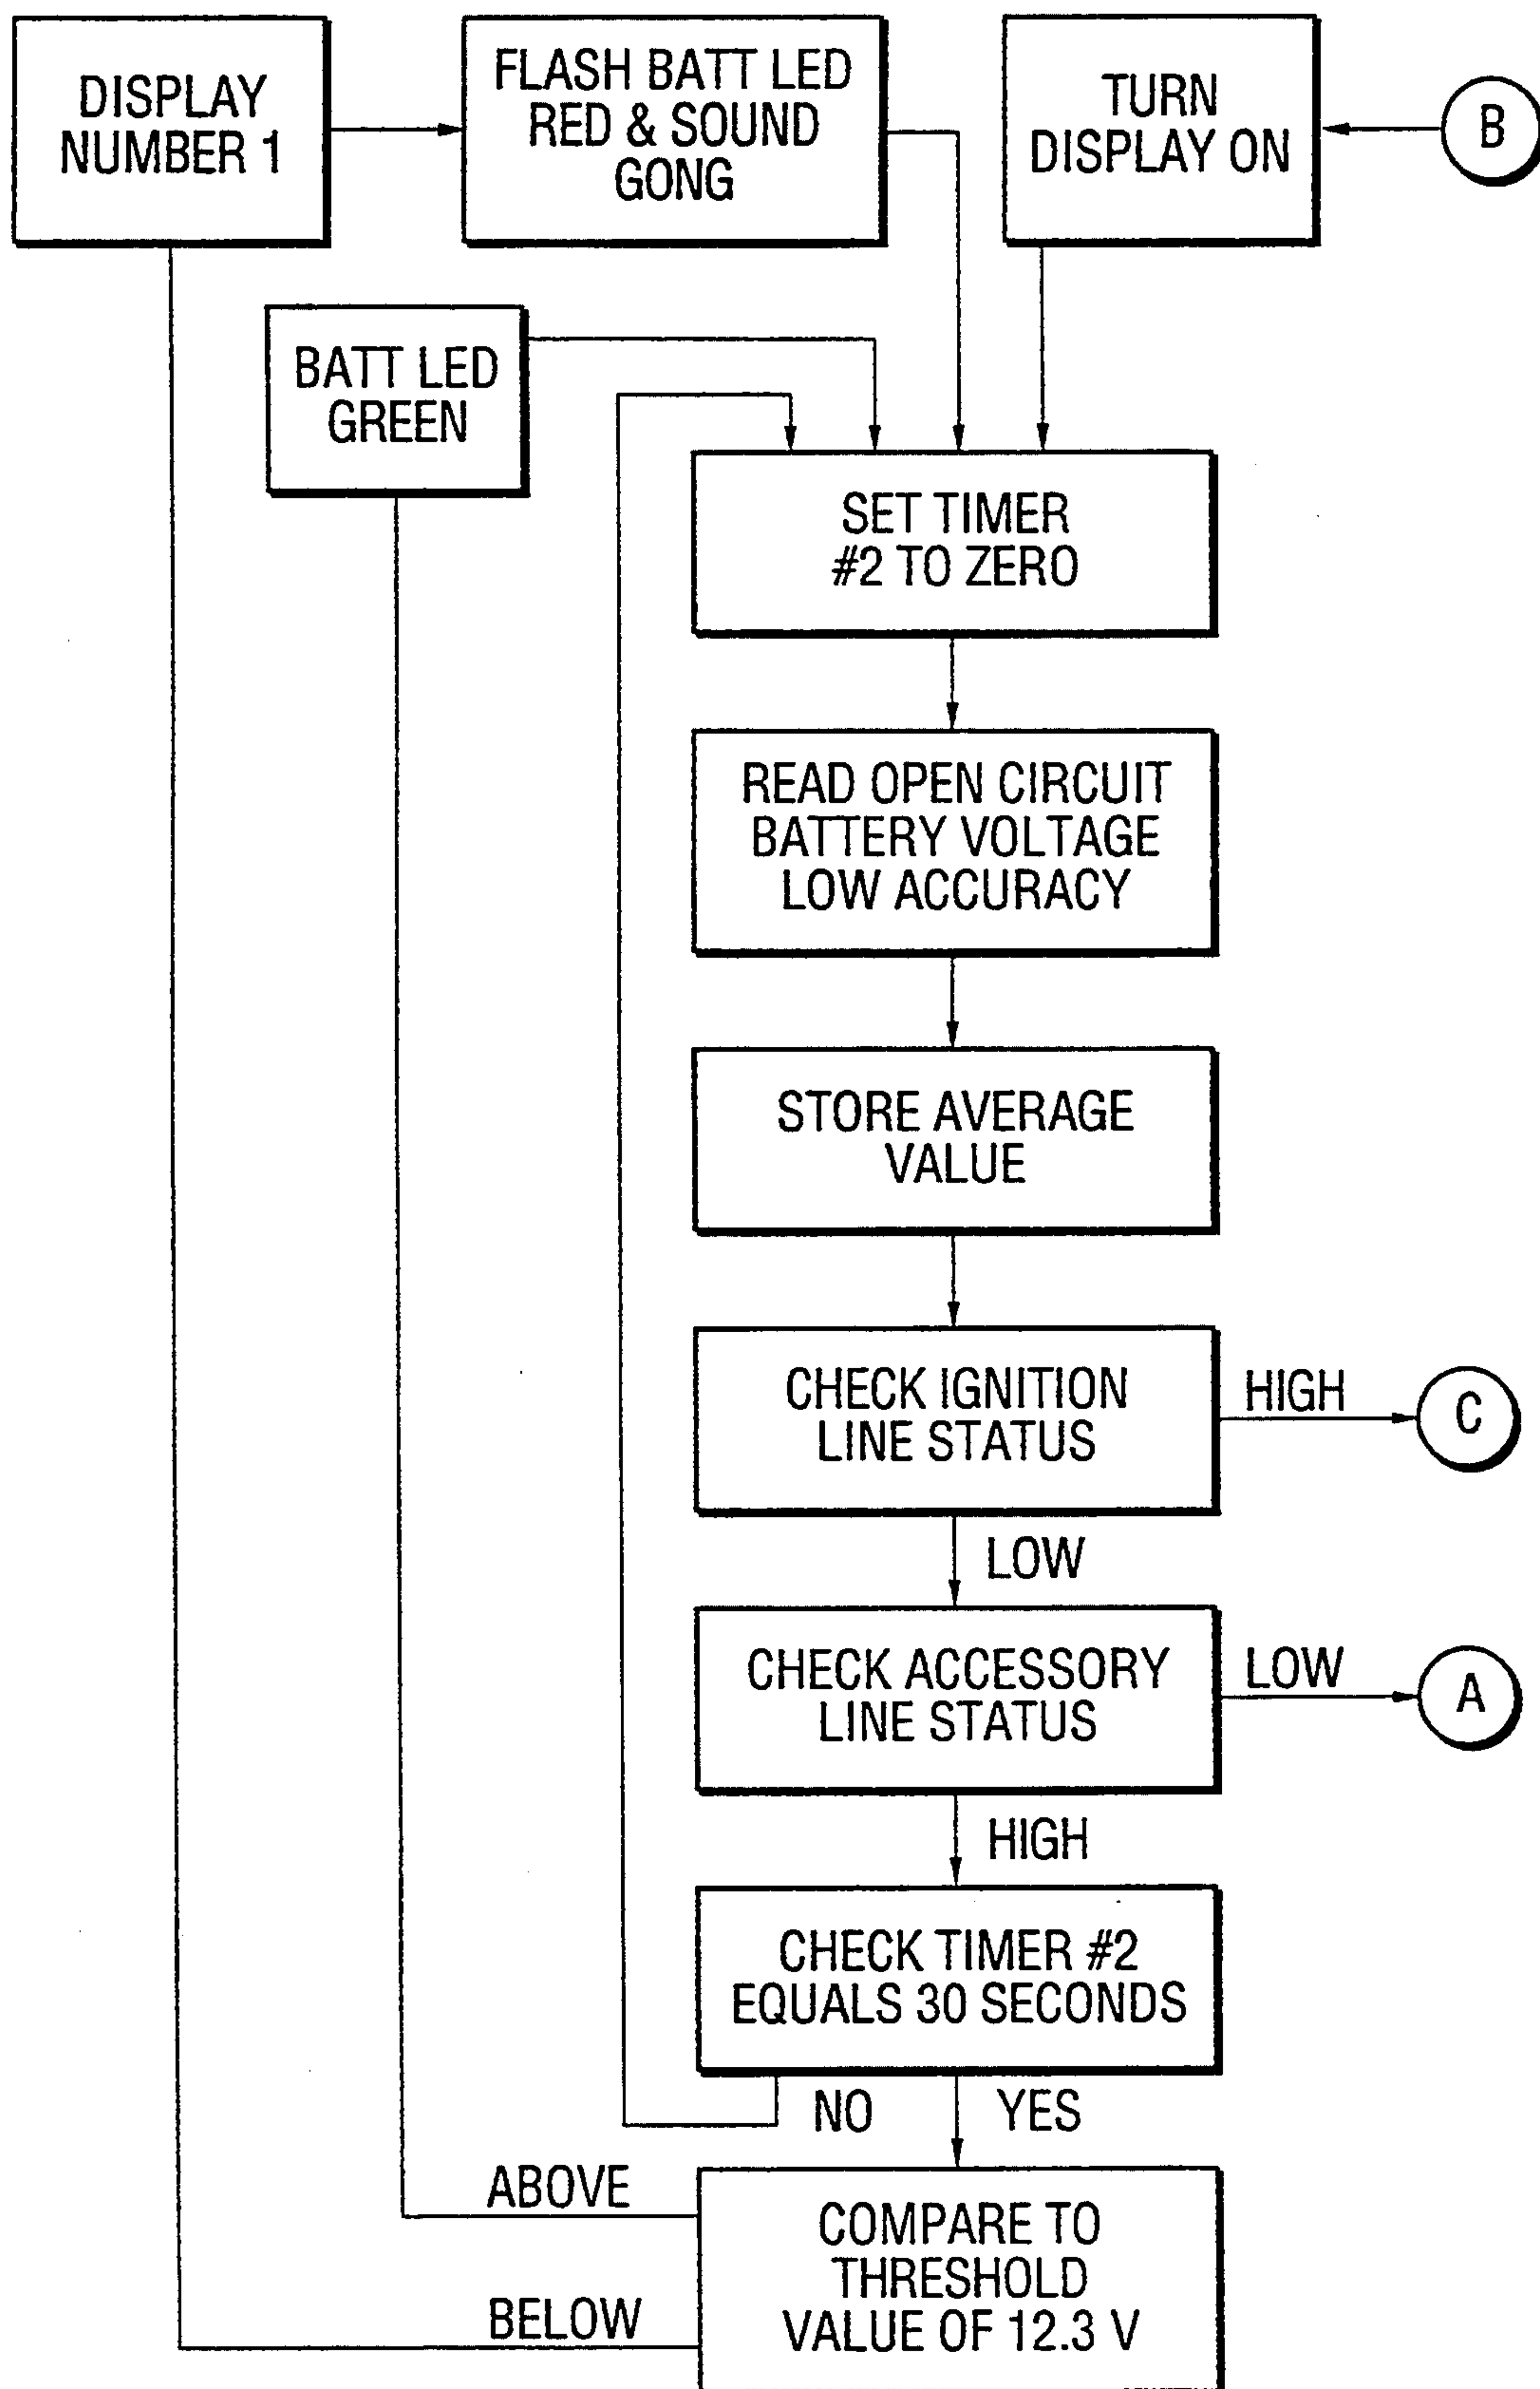 DISPLAY
NUMBER 1
FLASH BATT LED
RED & SOUND
GONG
TURN
DISPLAY ON
B
BATT LED
GREEN
SET TIMER
#2 TO ZERO
READ OPEN CIRCUIT
BATTERY VOLTAGE
LOW ACCURACY
STORE AVERAGE
VALUE
CHECK IGNITION
LINE STATUS
HIGH
C
LOW
CHECK ACCESSORY
LINE STATUS
LOW
A
HIGH
CHECK TIMER #2
EQUALS 30 SECONDS
NO
YES
ABOVE
BELOW
COMPARE TO
THRESHOLD
VALUE OF 12.3 V